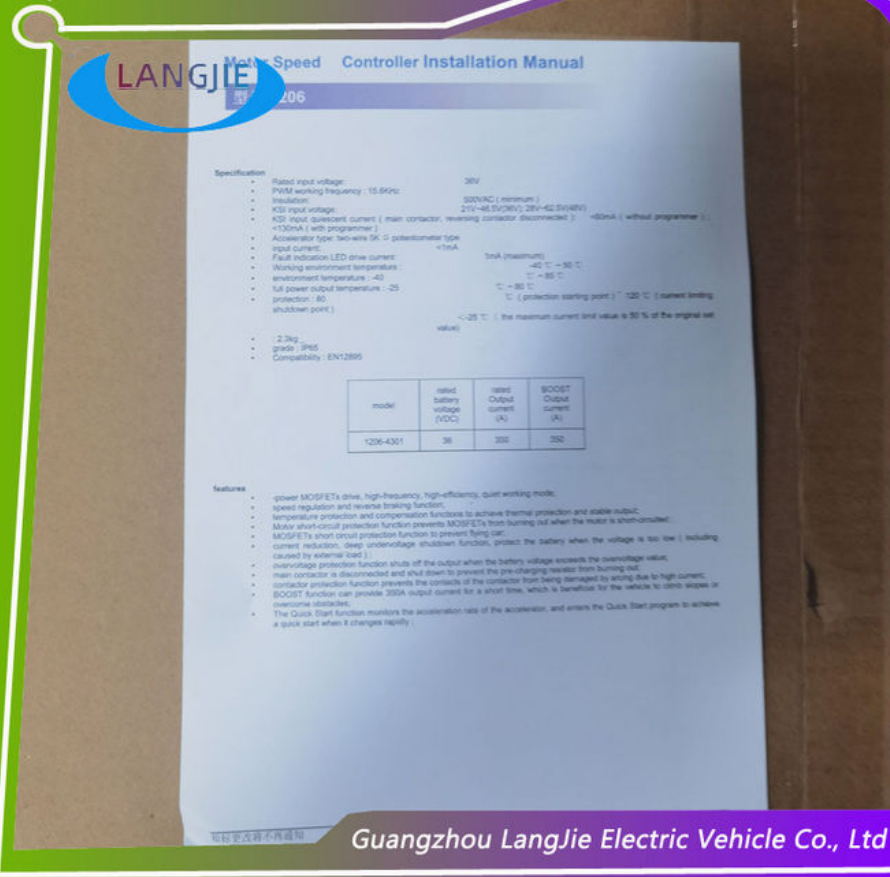 LANGJIE
Motor Speed Controller Installation Manual
206
Specification
Rated input voltage: 36V
PWM working frequency : 15.6KHz
Insulation: 500VAC ( minimum )
KSI input voltage: 21V~46.5V(36V); 28V~62.5V(48V)
KSI input quiescent current ( main contactor, reversing contactor disconnected ): <80mA ( without programmer ) ;
<130mA ( with programmer )
Accelerator type: two-wire 5K Ω potentiometer type
input current: <1mA
Fault indication LED drive current: 5mA (maximum)
Working environment temperature : -40 ℃ ~ 50 ℃
environment temperature : -40 ℃ ~ 85 ℃
full power output temperature : -25 ℃ ~ 80 ℃
protection : 80 ℃ ( protection starting point ) ~ 120 ℃ ( current limiting
shutdown point )
<-25 ℃ ( the maximum current limit value is 50 % of the original set
value)
: 2.3kg
grade : IP65
Compatibility : EN12895
model
rated battery voltage (VDC)
rated Output current (A)
BOOST Output current (A)
1206-4301 36 300 350
features
-power MOSFETs drive, high-frequency, high-efficiency, quiet working mode;
speed regulation and reverse braking function;
temperature protection and compensation functions to achieve thermal protection and stable output;
Motor short-circuit protection function prevents MOSFETs from burning out when the motor is short-circuited;
MOSFETs short circuit protection function to prevent flying car;
current reduction, deep undervoltage shutdown function, protect the battery when the voltage is too low ( including
caused by external load ) ;
overvoltage protection function shuts off the output when the battery voltage exceeds the overvoltage value;
main contactor is disconnected and shut down to prevent the pre-charging resistor from burning out;
contactor protection function prevents the contacts of the contactor from being damaged by arcing due to high current;
BOOST function can provide 350A output current for a short time, which is beneficial for the vehicle to climb slopes or
overcome obstacles;
The Quick Start function monitors the acceleration rate of the accelerator, and enters the Quick Start program to achieve
a quick start when it changes rapidly ;
更改将不再通知
Guangzhou LangJie Electric Vehicle Co., Ltd